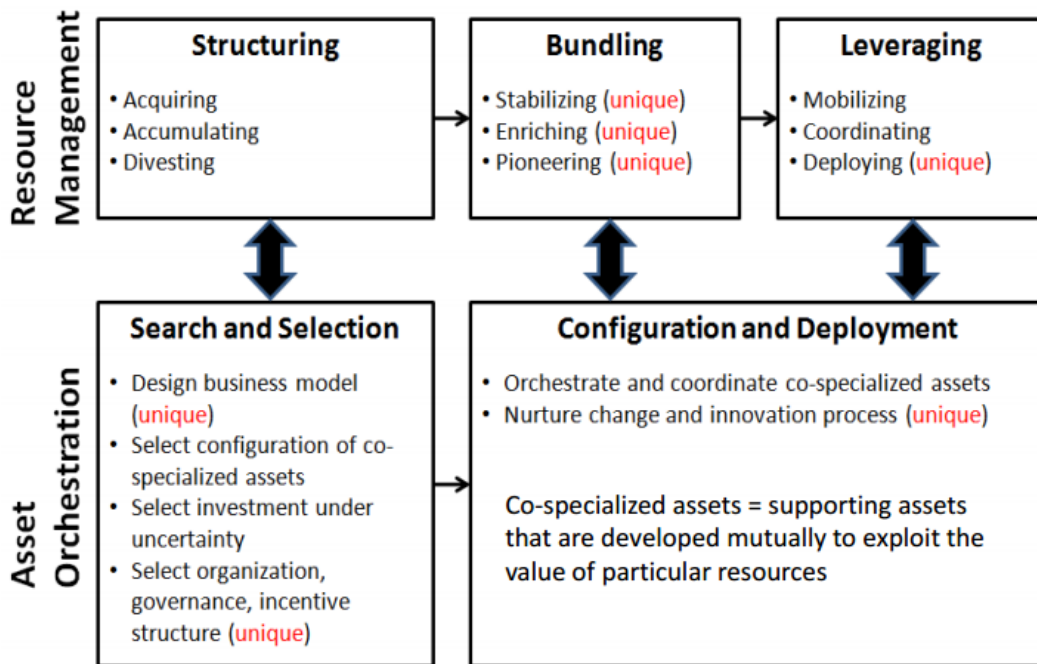 Resource
Management
Structuring
• Acquiring
• Accumulating
• Divesting
Bundling
• Stabilizing (unique)
• Enriching (unique)
• Pioneering (unique)
Leveraging
• Mobilizing
• Coordinating
• Deploying (unique)
Asset
Orchestration
Search and Selection
• Design business model
(unique)
• Select configuration of co-
specialized assets
• Select investment under
uncertainty
• Select organization,
governance, incentive
structure (unique)
Configuration and Deployment
• Orchestrate and coordinate co-specialized assets
• Nurture change and innovation process (unique)
Co-specialized assets = supporting assets
that are developed mutually to exploit the
value of particular resources